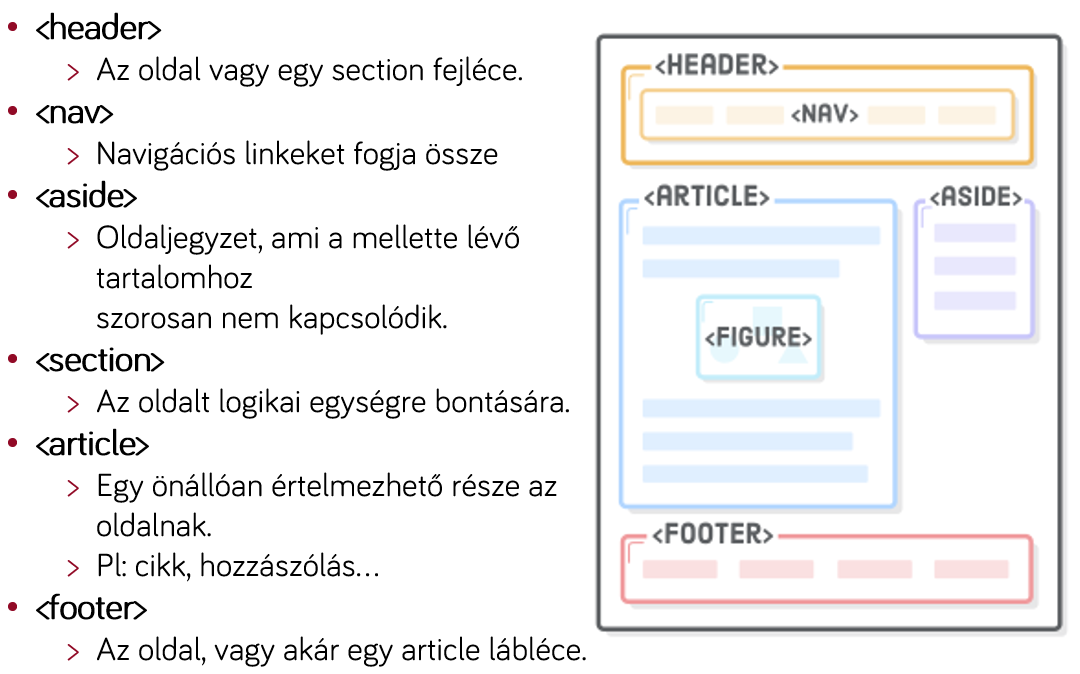 • <header>
> Az oldal vagy egy section fejléce.
• <nav>
> Navigációs linkeket fogja össze
• <aside>
> Oldaljegyzet, ami a mellette lévő
tartalomhoz
szorosan nem kapcsolódik.
• <section>
> Az oldalt logikai egységre bontására.
• <article>
> Egy önállóan értelmezhető része az
oldalnak.
> Pl: cikk, hozzászólás...
• <footer>
> Az oldal, vagy akár egy article lábléce.
<HEADER>
<NAV>
<ARTICLE>
<ASIDE>
<FIGURE>
<FOOTER>